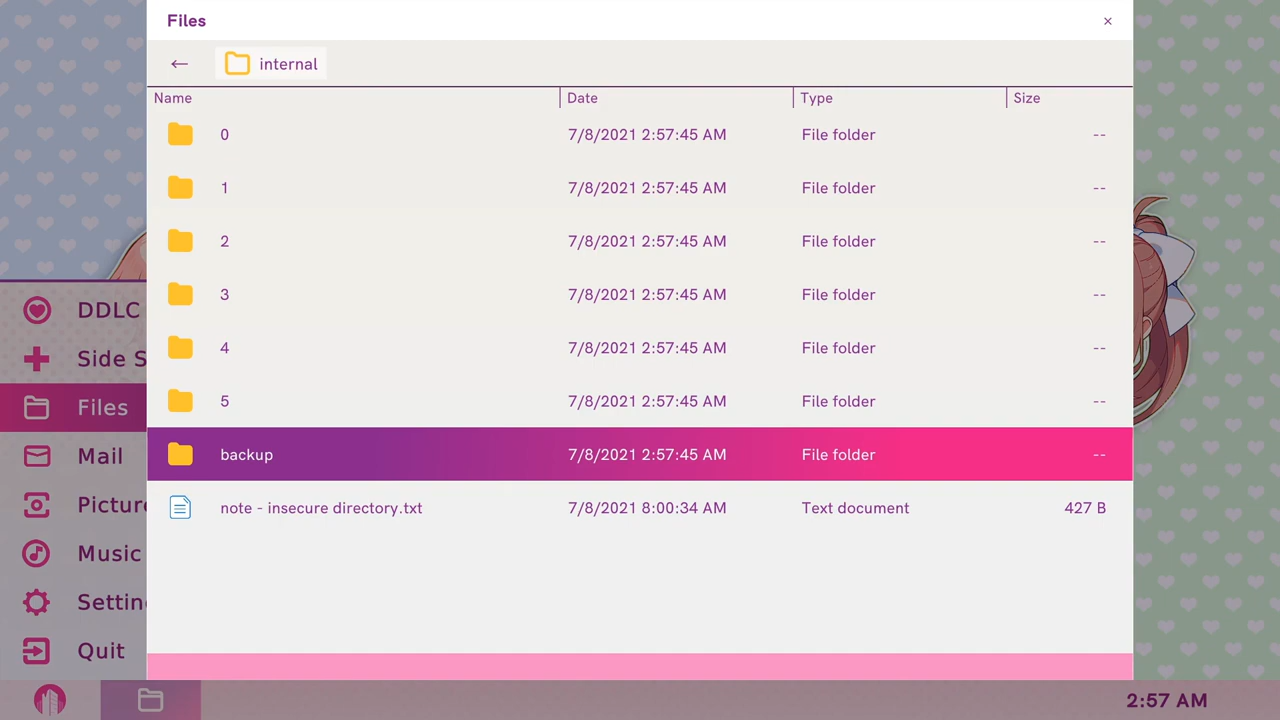 Files ×
← internal
Name Date Type Size
0 7/8/2021 2:57:45 AM File folder --
1 7/8/2021 2:57:45 AM File folder --
2 7/8/2021 2:57:45 AM File folder --
3 7/8/2021 2:57:45 AM File folder --
4 7/8/2021 2:57:45 AM File folder --
5 7/8/2021 2:57:45 AM File folder --
backup 7/8/2021 2:57:45 AM File folder --
note - insecure directory.txt 7/8/2021 8:00:34 AM Text document 427 B
DDLC
Side S
Files
Mail
Picture
Music
Settin
Quit
2:57 AM